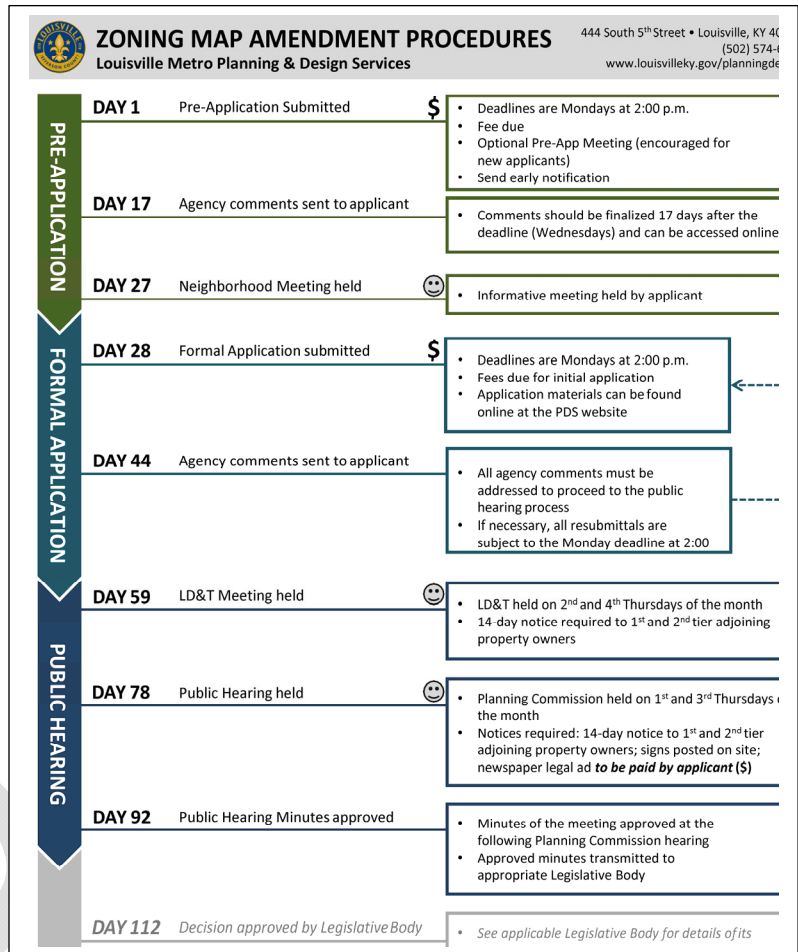 ZONING MAP AMENDMENT PROCEDURES
Louisville Metro Planning & Design Services
444 South 5th Street • Louisville, KY 40
(502) 574-6
www.louisvilleky.gov/planningde
LOUISVILLE
JEFFERSON COUNTY
PRE-APPLICATION
DAY 1 Pre-Application Submitted $
• Deadlines are Mondays at 2:00 p.m.
• Fee due
• Optional Pre-App Meeting (encouraged for
new applicants)
• Send early notification
DAY 17 Agency comments sent to applicant
• Comments should be finalized 17 days after the
deadline (Wednesdays) and can be accessed online
DAY 27 Neighborhood Meeting held
• Informative meeting held by applicant
FORMAL APPLICATION
DAY 28 Formal Application submitted $
• Deadlines are Mondays at 2:00 p.m.
• Fees due for initial application
• Application materials can be found
online at the PDS website
DAY 44 Agency comments sent to applicant
• All agency comments must be
addressed to proceed to the public
hearing process
• If necessary, all resubmittals are
subject to the Monday deadline at 2:00
PUBLIC HEARING
DAY 59 LD&T Meeting held
• LD&T held on 2nd and 4th Thursdays of the month
• 14-day notice required to 1st and 2nd tier adjoining
property owners
DAY 78 Public Hearing held
• Planning Commission held on 1st and 3rd Thursdays
the month
• Notices required: 14-day notice to 1st and 2nd tier
adjoining property owners; signs posted on site;
newspaper legal ad to be paid by applicant ($)
DAY 92 Public Hearing Minutes approved
• Minutes of the meeting approved at the
following Planning Commission hearing
• Approved minutes transmitted to
appropriate Legislative Body
DAY 112 Decision approved by Legislative Body
• See applicable Legislative Body for details of its